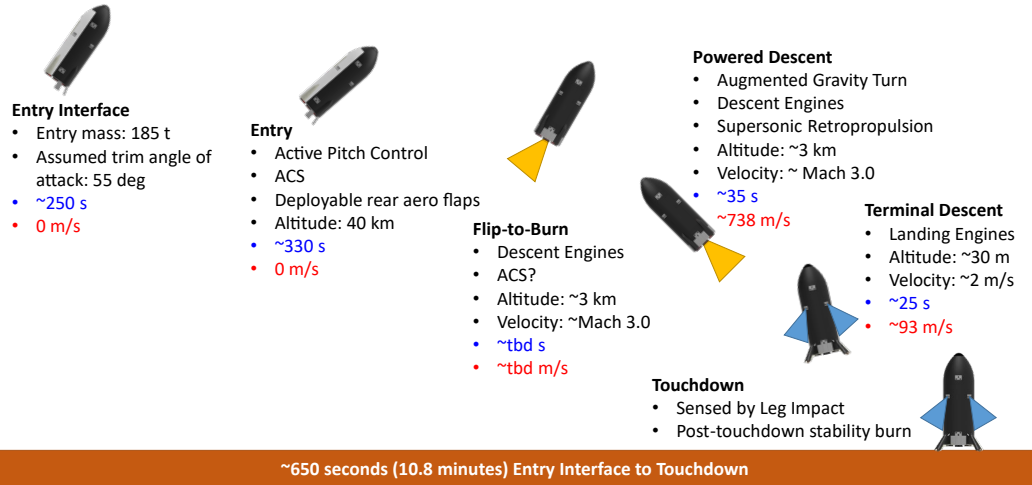 Entry Interface
• Entry mass: 185 t
• Assumed trim angle of
attack: 55 deg
• ~250 s
• 0 m/s
Entry
• Active Pitch Control
• ACS
• Deployable rear aero flaps
• Altitude: 40 km
• ~330 s
• 0 m/s
Flip-to-Burn
• Descent Engines
• ACS?
• Altitude: ~3 km
• Velocity: ~Mach 3.0
• ~tbd s
• ~tbd m/s
Powered Descent
• Augmented Gravity Turn
• Descent Engines
• Supersonic Retropropulsion
• Altitude: ~3 km
• Velocity: ~ Mach 3.0
• ~35 s
• ~738 m/s
Terminal Descent
• Landing Engines
• Altitude: ~30 m
• Velocity: ~2 m/s
• ~25 s
• ~93 m/s
Touchdown
• Sensed by Leg Impact
• Post-touchdown stability burn
~650 seconds (10.8 minutes) Entry Interface to Touchdown